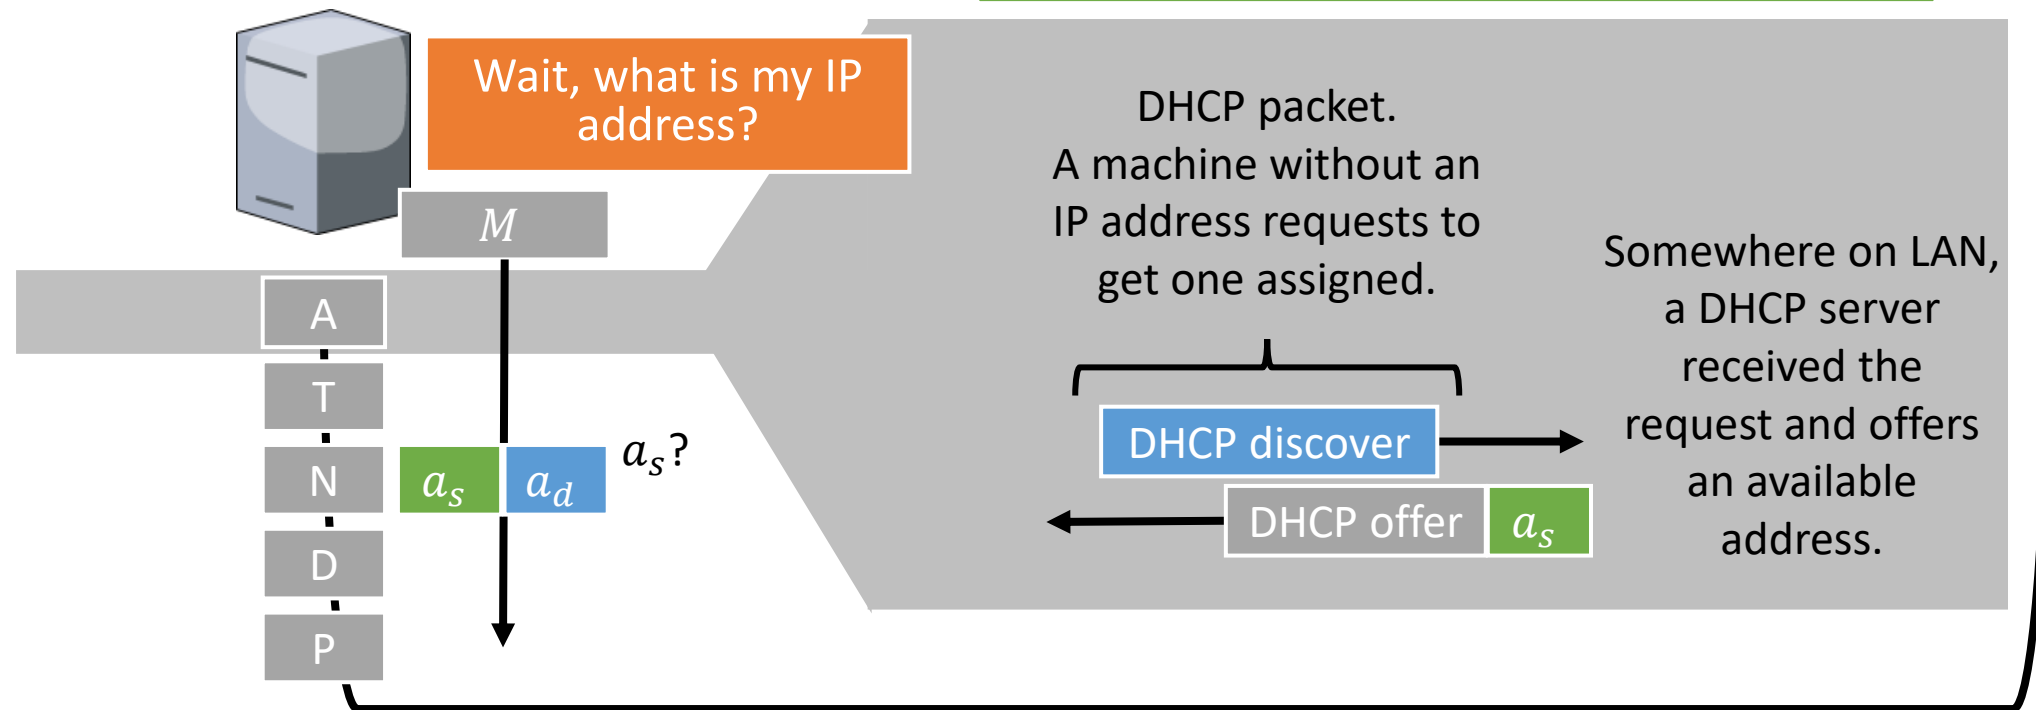 Wait, what is my IP
address?
M
A
T
N
D
P
a_s
a_d
a_s?
DHCP packet.
A machine without an
IP address requests to
get one assigned.
DHCP discover
DHCP offer
a_s
Somewhere on LAN,
a DHCP server
received the
request and offers
an available
address.